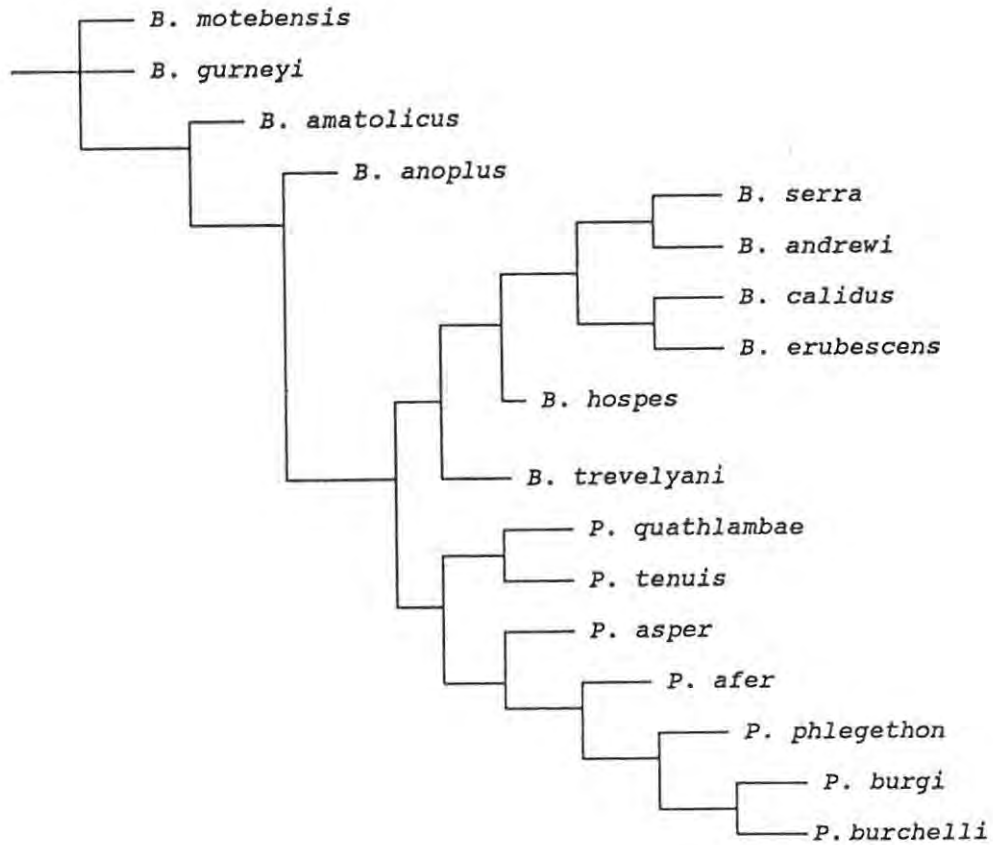 B. motebensis
B. gurneyi
B. amatolicus
B. anoplus
B. serra
B. andrewi
B. calidus
B. erubescens
B. hospes
B. trevelyani
P. quathlambae
P. tenuis
P. asper
P. afer
P. phlegethon
P. burgi
P. burchelli